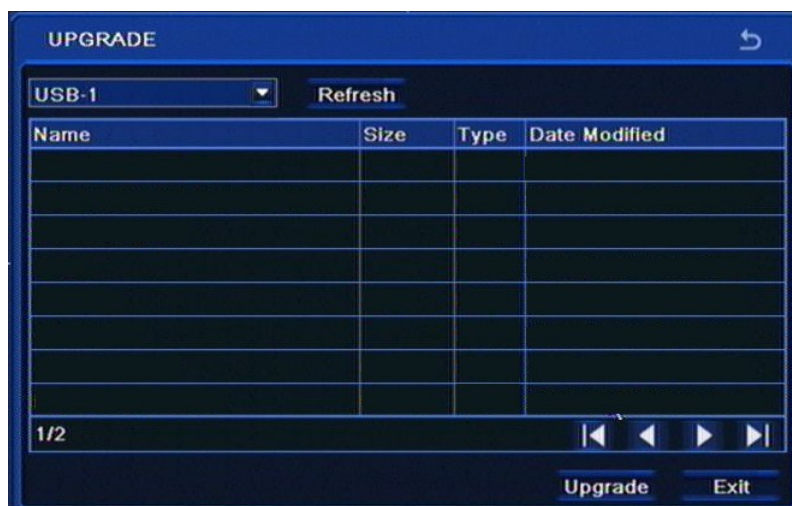 UPGRADE
USB-1 Refresh
Name Size Type Date Modified
1/2
Upgrade Exit